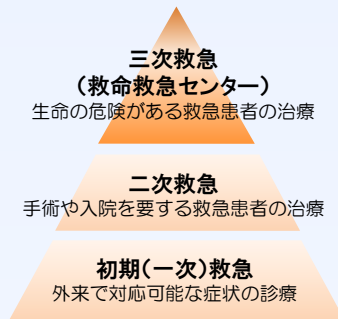 三次救急
（救命救急センター）
生命の危険がある救急患者の治療
二次救急
手術や入院を要する救急患者の治療
初期（一次）救急
外来で対応可能な症状の診療